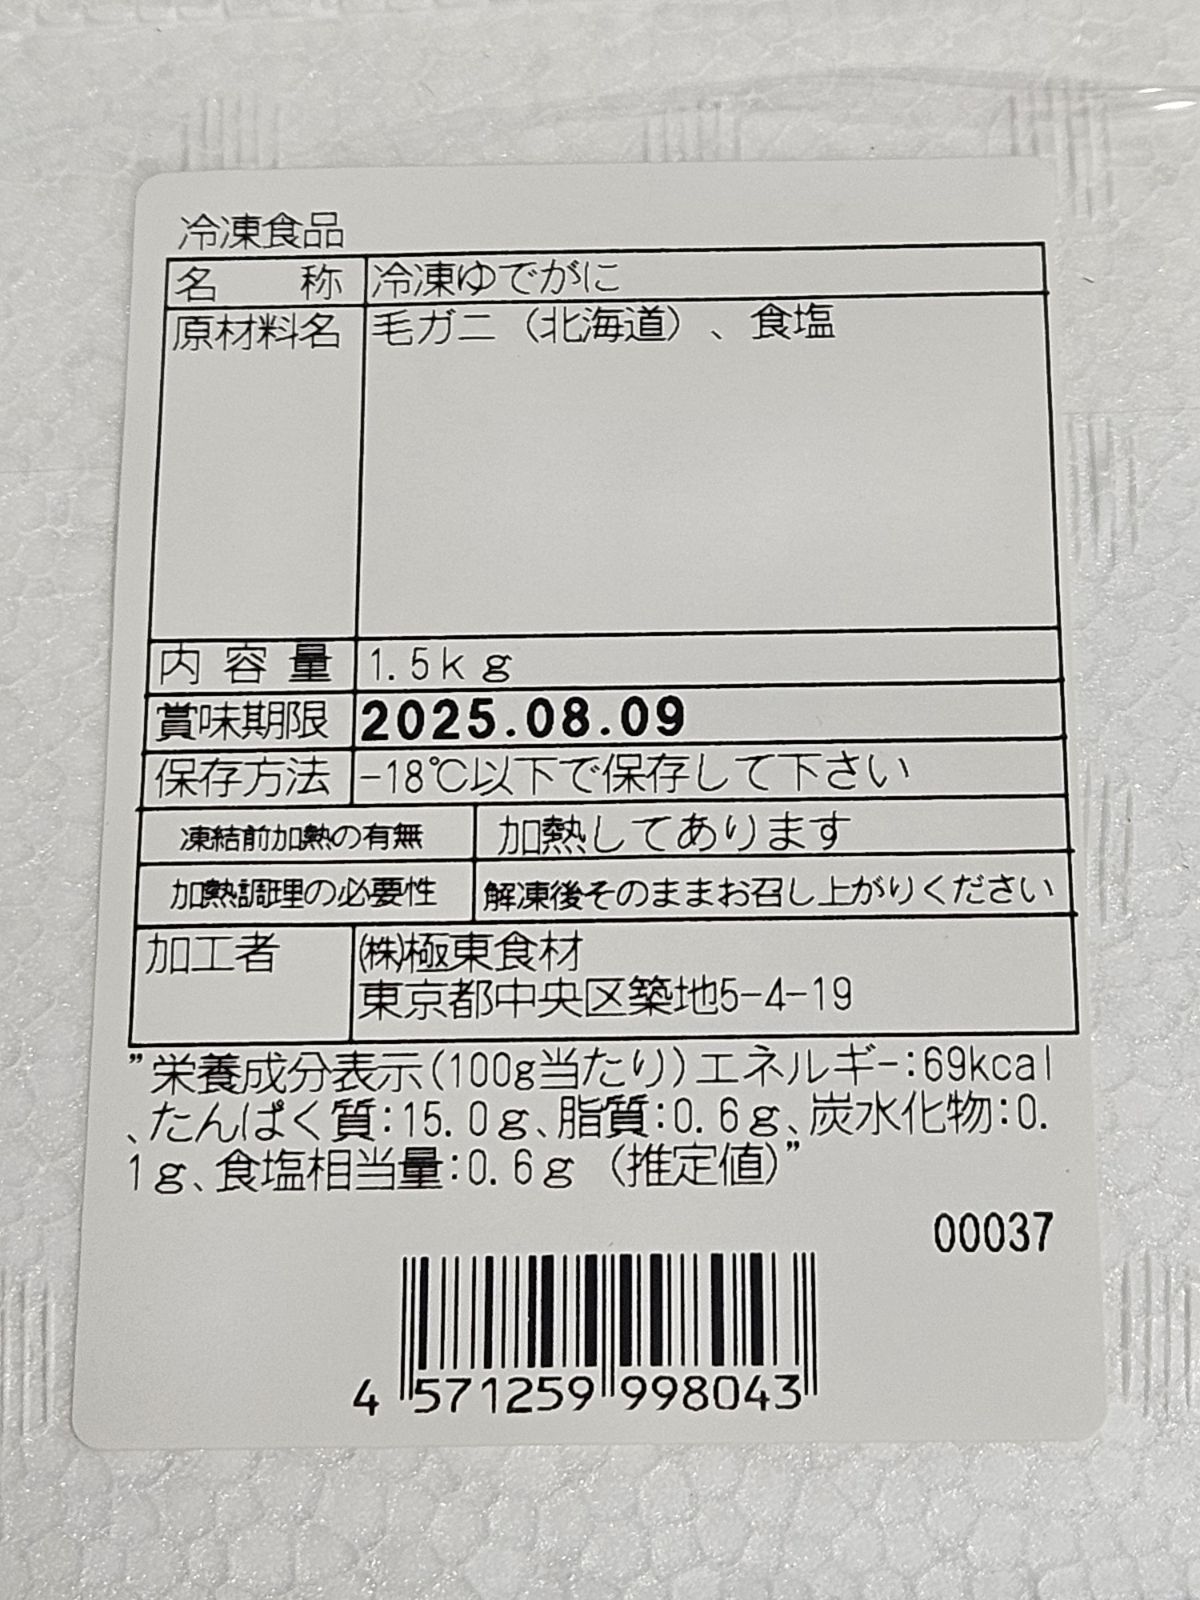 冷凍食品
名 称 冷凍ゆでがに
原材料名 毛ガニ（北海道）、食塩
内容量 1.5kg
賞味期限 2025.08.09
保存方法 -18℃以下で保存して下さい
凍結前加熱の有無 加熱してあります
加熱調理の必要性 解凍後そのままお召し上がりください
加工者 ㈱極東食材
東京都中央区築地5-4-19
”栄養成分表示(100g当たり)エネルギー:69kcal
、たんぱく質:15.0g、脂質:0.6g、炭水化物:0.
1g、食塩相当量:0.6g（推定値)”
00037
4 571259 998043